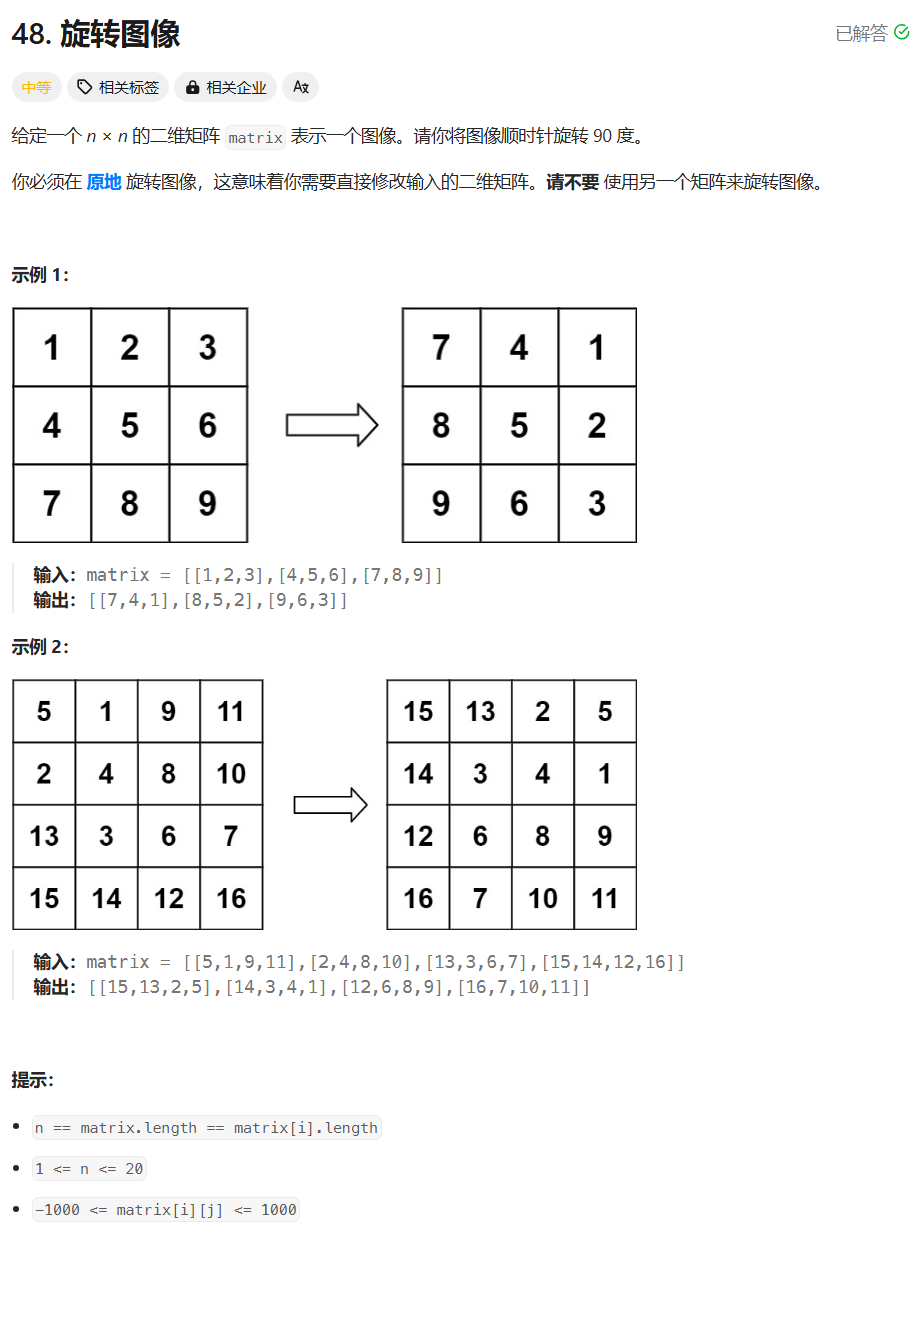 48. 旋转图像
已解答
中等 相关标签 相关企业 Aあ
给定一个 n × n 的二维矩阵 matrix 表示一个图像。请你将图像顺时针旋转 90 度。
你必须在 原地 旋转图像，这意味着你需要直接修改输入的二维矩阵。请不要 使用另一个矩阵来旋转图像。
示例 1：
1 2 3 7 4 1
4 5 6 8 5 2
7 8 9 9 6 3
输入：matrix = [[1,2,3],[4,5,6],[7,8,9]]
输出：[[7,4,1],[8,5,2],[9,6,3]]
示例 2：
5 1 9 11 15 13 2 5
2 4 8 10 14 3 4 1
13 3 6 7 12 6 8 9
15 14 12 16 16 7 10 11
输入：matrix = [[5,1,9,11],[2,4,8,10],[13,3,6,7],[15,14,12,16]]
输出：[[15,13,2,5],[14,3,4,1],[12,6,8,9],[16,7,10,11]]
提示：
n == matrix.length == matrix[i].length
1 <= n <= 20
-1000 <= matrix[i][j] <= 1000